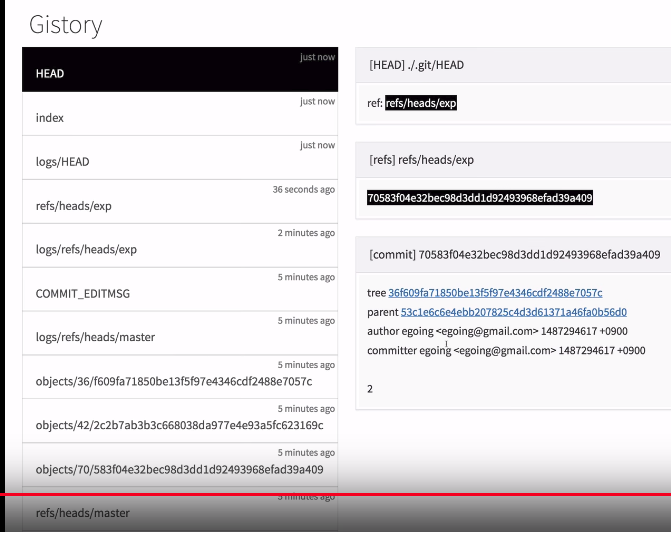 Gistory
just now
HEAD
just now
index
just now
logs/HEAD
36 seconds ago
refs/heads/exp
2 minutes ago
logs/refs/heads/exp
5 minutes ago
COMMIT_EDITMSG
5 minutes ago
logs/refs/heads/master
5 minutes ago
objects/36/f609fa71850be13f5f97e4346cdf2488e7057c
5 minutes ago
objects/42/2c2b7ab3b3c668038da977e4e93a5fc623169c
5 minutes ago
objects/70/583f04e32bec98d3dd1d92493968efad39a409
5 minutes ago
refs/heads/master
[HEAD] ./.git/HEAD
ref: refs/heads/exp
[refs] refs/heads/exp
70583f04e32bec98d3dd1d92493968efad39a409
[commit] 70583f04e32bec98d3dd1d92493968efad39a409
tree 36f609fa71850be13f5f97e4346cdf2488e7057c
parent 53c1e6c6e4ebb207825c4d3d61371a46fa0b56d0
author egoing <egoing@gmail.com> 1487294617 +0900
committer egoing <egoing@gmail.com> 1487294617 +0900
2